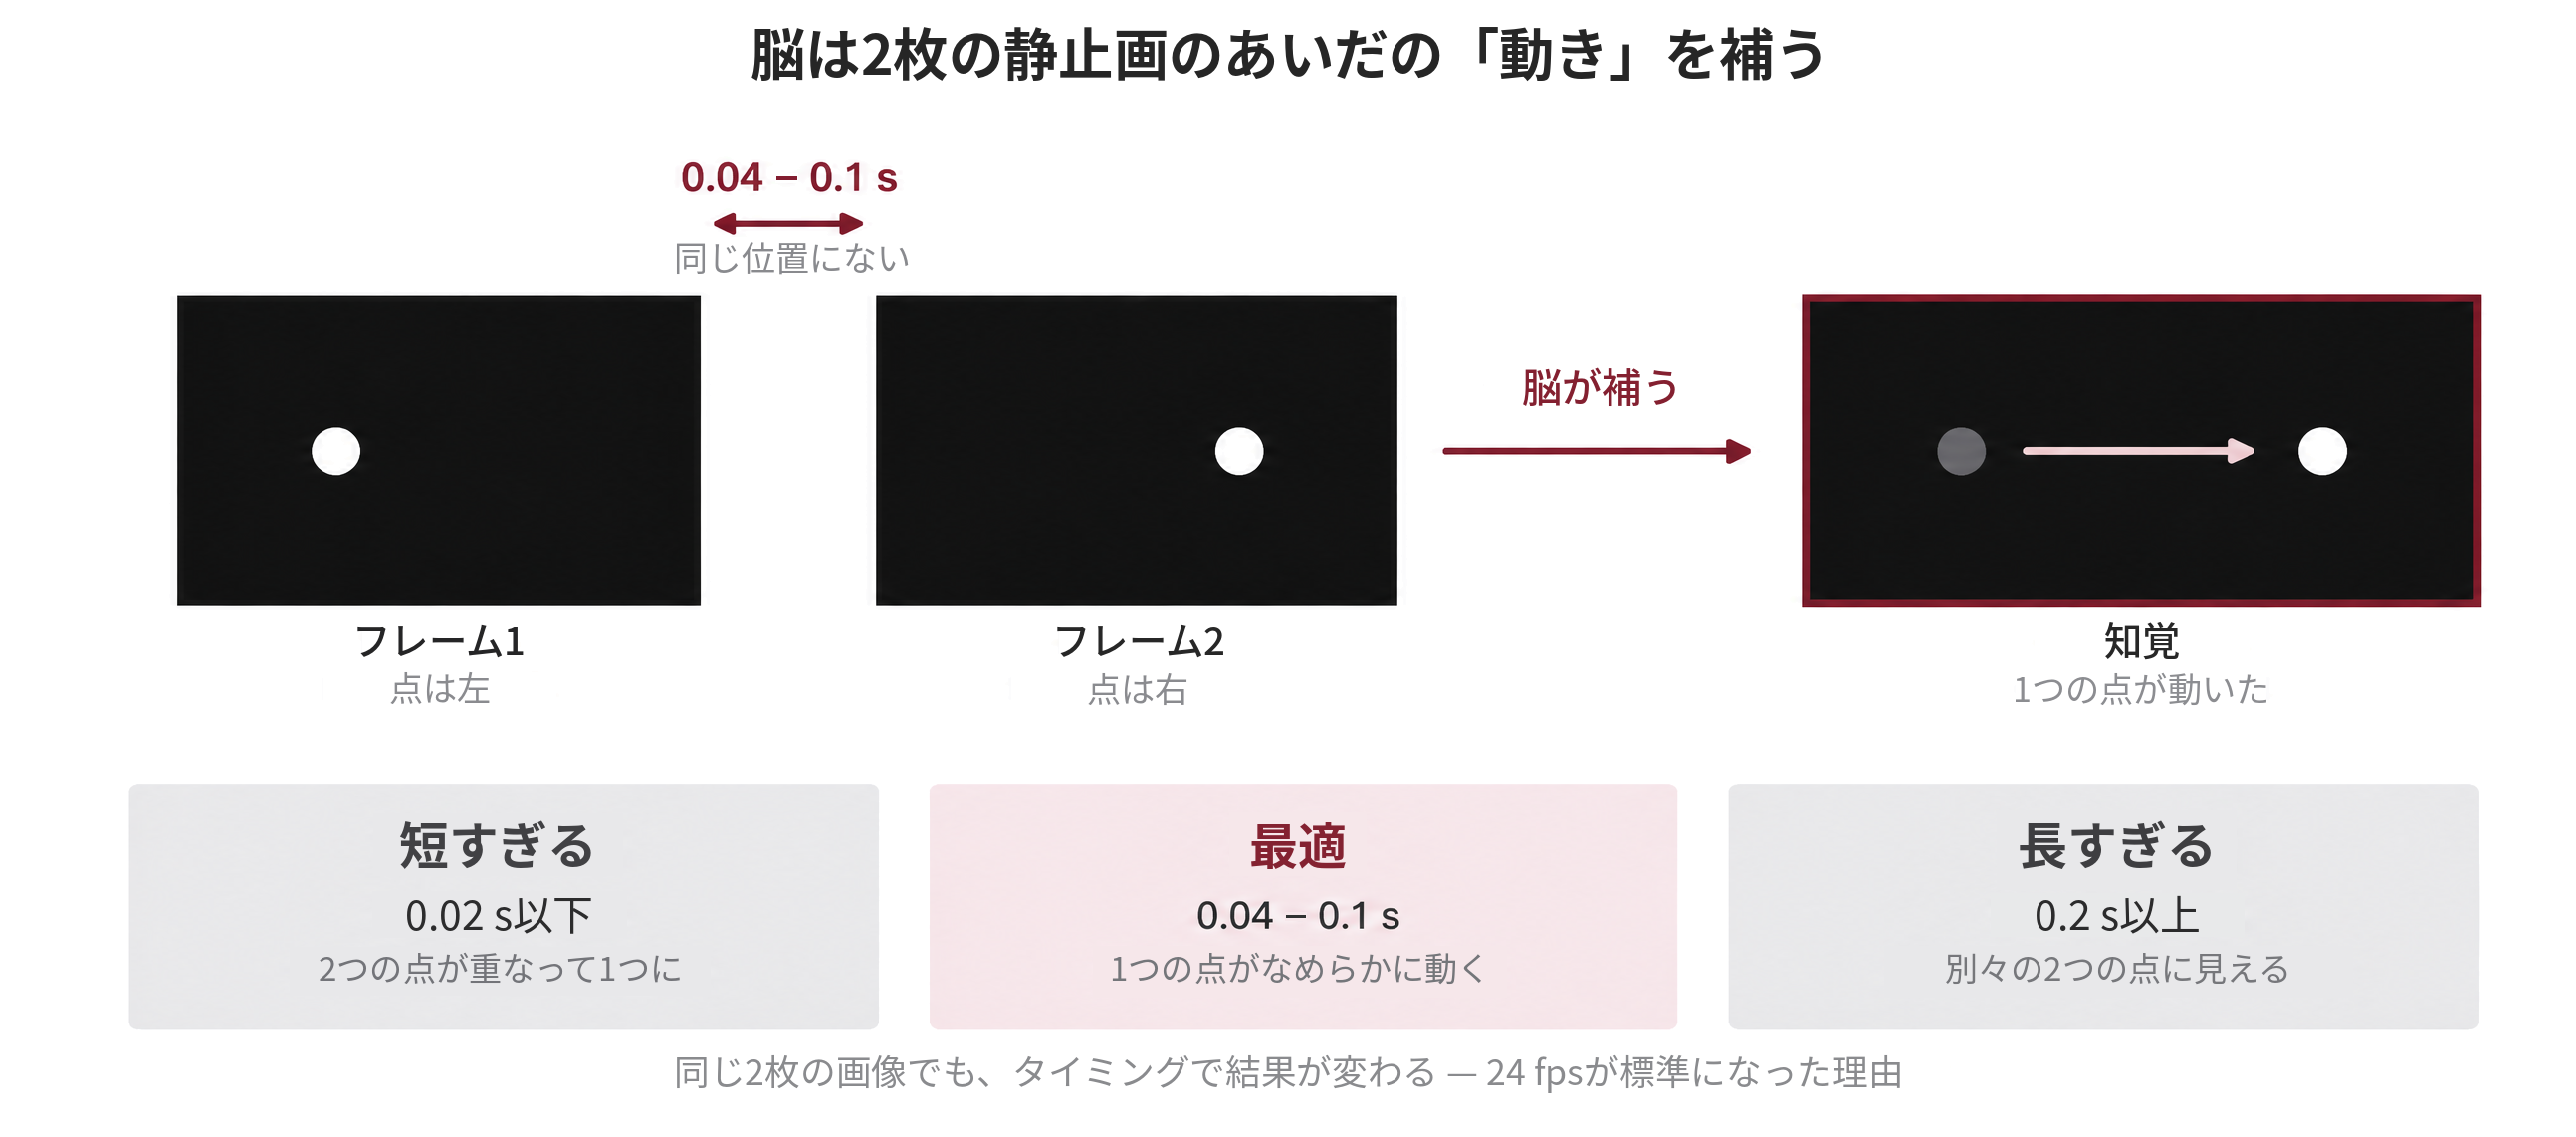 脳は2枚の静止画のあいだの「動き」を補う
0.04 – 0.1 s
同じ位置にない
脳が補う
フレーム1
点は左
フレーム2
点は右
知覚
1つの点が動いた
短すぎる
0.02 s以下
2つの点が重なって1つに
最適
0.04 – 0.1 s
1つの点がなめらかに動く
長すぎる
0.2 s以上
別々の2つの点に見える
同じ2枚の画像でも、タイミングで結果が変わる — 24 fpsが標準になった理由